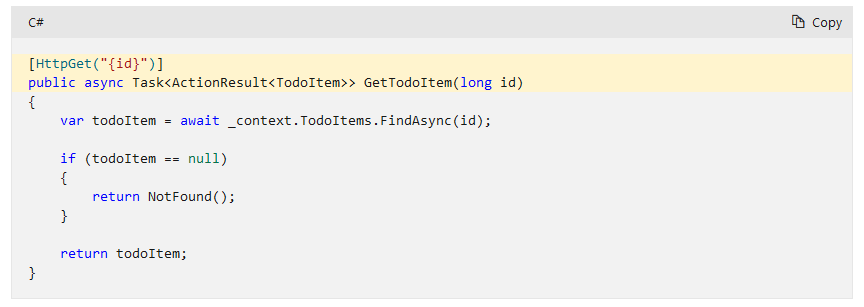 C#
Copy
[HttpGet("{id}")]
public async Task<ActionResult<TodoItem>> GetTodoItem(long id)
{
    var todoItem = await _context.TodoItems.FindAsync(id);

    if (todoItem == null)
    {
        return NotFound();
    }

    return todoItem;
}